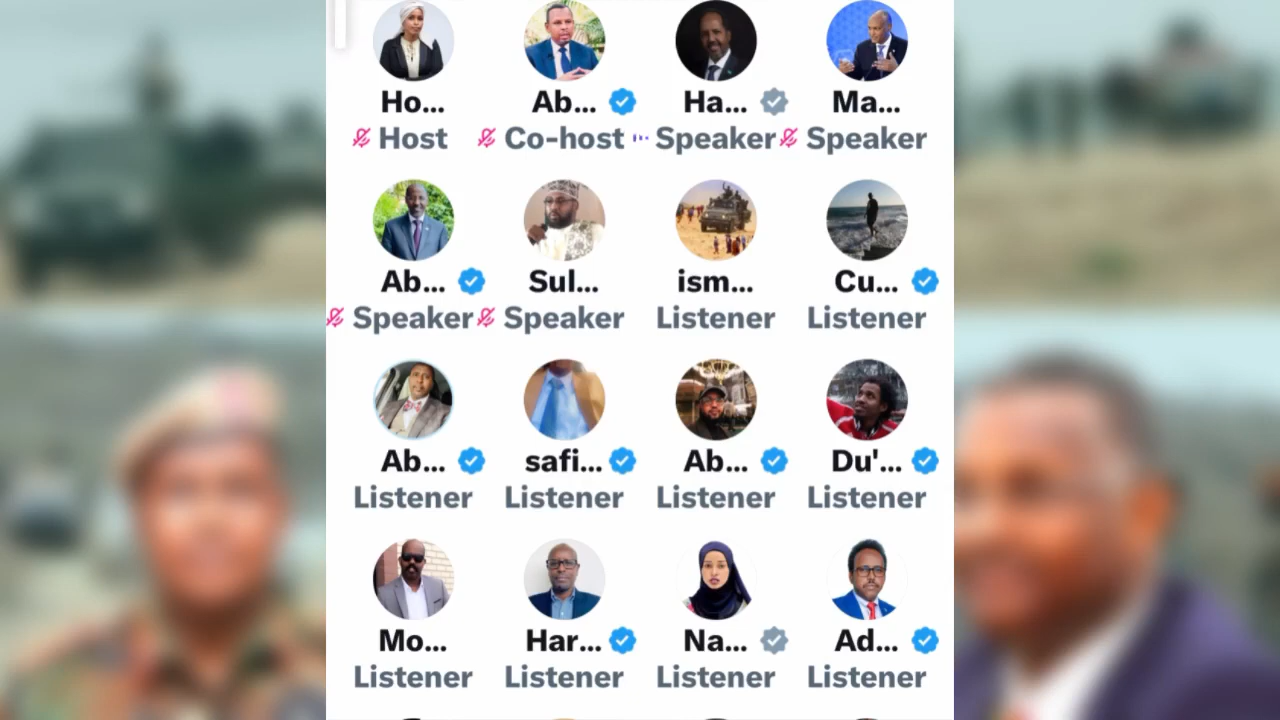 Ho... Ab... Ha... Ma...
Host Co-host Speaker Speaker
Ab... Sul... ism... Cu...
Speaker Speaker Listener Listener
Ab... safi... Ab... Du'...
Listener Listener Listener Listener
Mo... Har... Na... Ad...
Listener Listener Listener Listener